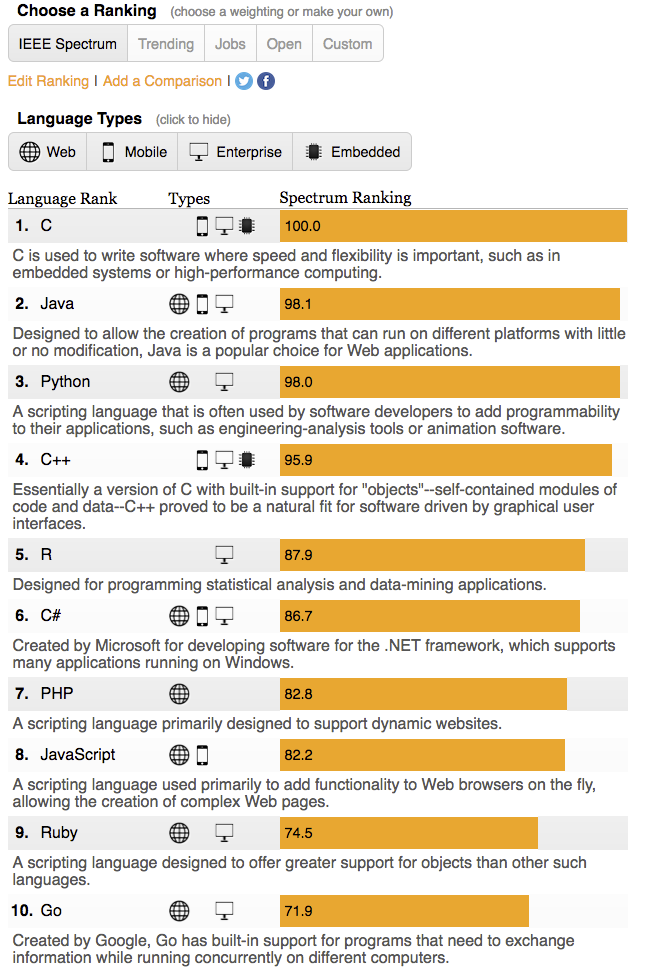 Choose a Ranking (choose a weighting or make your own)
IEEE Spectrum Trending Jobs Open Custom
Edit Ranking | Add a Comparison |
Language Types (click to hide)
Web Mobile Enterprise Embedded
Language Rank Types Spectrum Ranking
1. C 100.0
C is used to write software where speed and flexibility is important, such as in
embedded systems or high-performance computing.
2. Java 98.1
Designed to allow the creation of programs that can run on different platforms with little
or no modification, Java is a popular choice for Web applications.
3. Python 98.0
A scripting language that is often used by software developers to add programmability
to their applications, such as engineering-analysis tools or animation software.
4. C++ 95.9
Essentially a version of C with built-in support for "objects"--self-contained modules of
code and data--C++ proved to be a natural fit for software driven by graphical user
interfaces.
5. R 87.9
Designed for programming statistical analysis and data-mining applications.
6. C# 86.7
Created by Microsoft for developing software for the .NET framework, which supports
many applications running on Windows.
7. PHP 82.8
A scripting language primarily designed to support dynamic websites.
8. JavaScript 82.2
A scripting language used primarily to add functionality to Web browsers on the fly,
allowing the creation of complex Web pages.
9. Ruby 74.5
A scripting language designed to offer greater support for objects than other such
languages.
10. Go 71.9
Created by Google, Go has built-in support for programs that need to exchange
information while running concurrently on different computers.